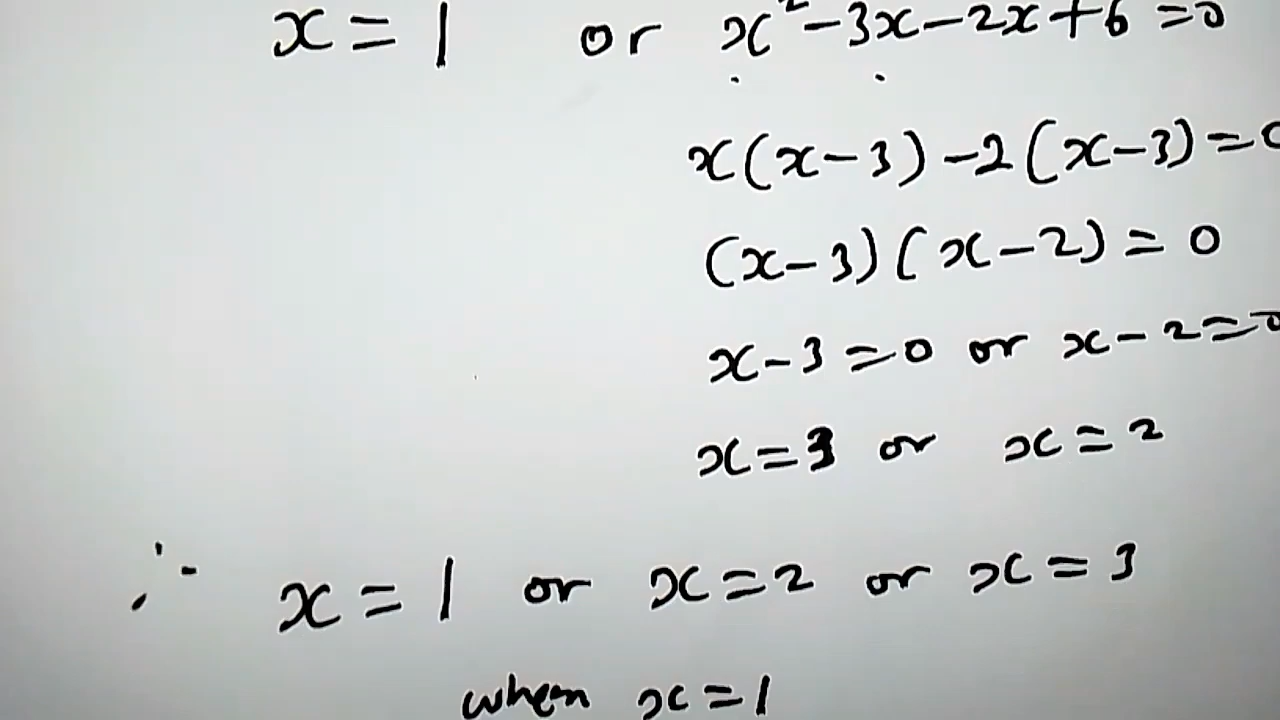 x = 1 or x² - 3x - 2x + 6 = 0
x(x - 3) - 2(x - 3) = 0
(x - 3)(x - 2) = 0
x - 3 = 0 or x - 2 = 0
x = 3 or x = 2
∴ x = 1 or x = 2 or x = 3
when x = 1